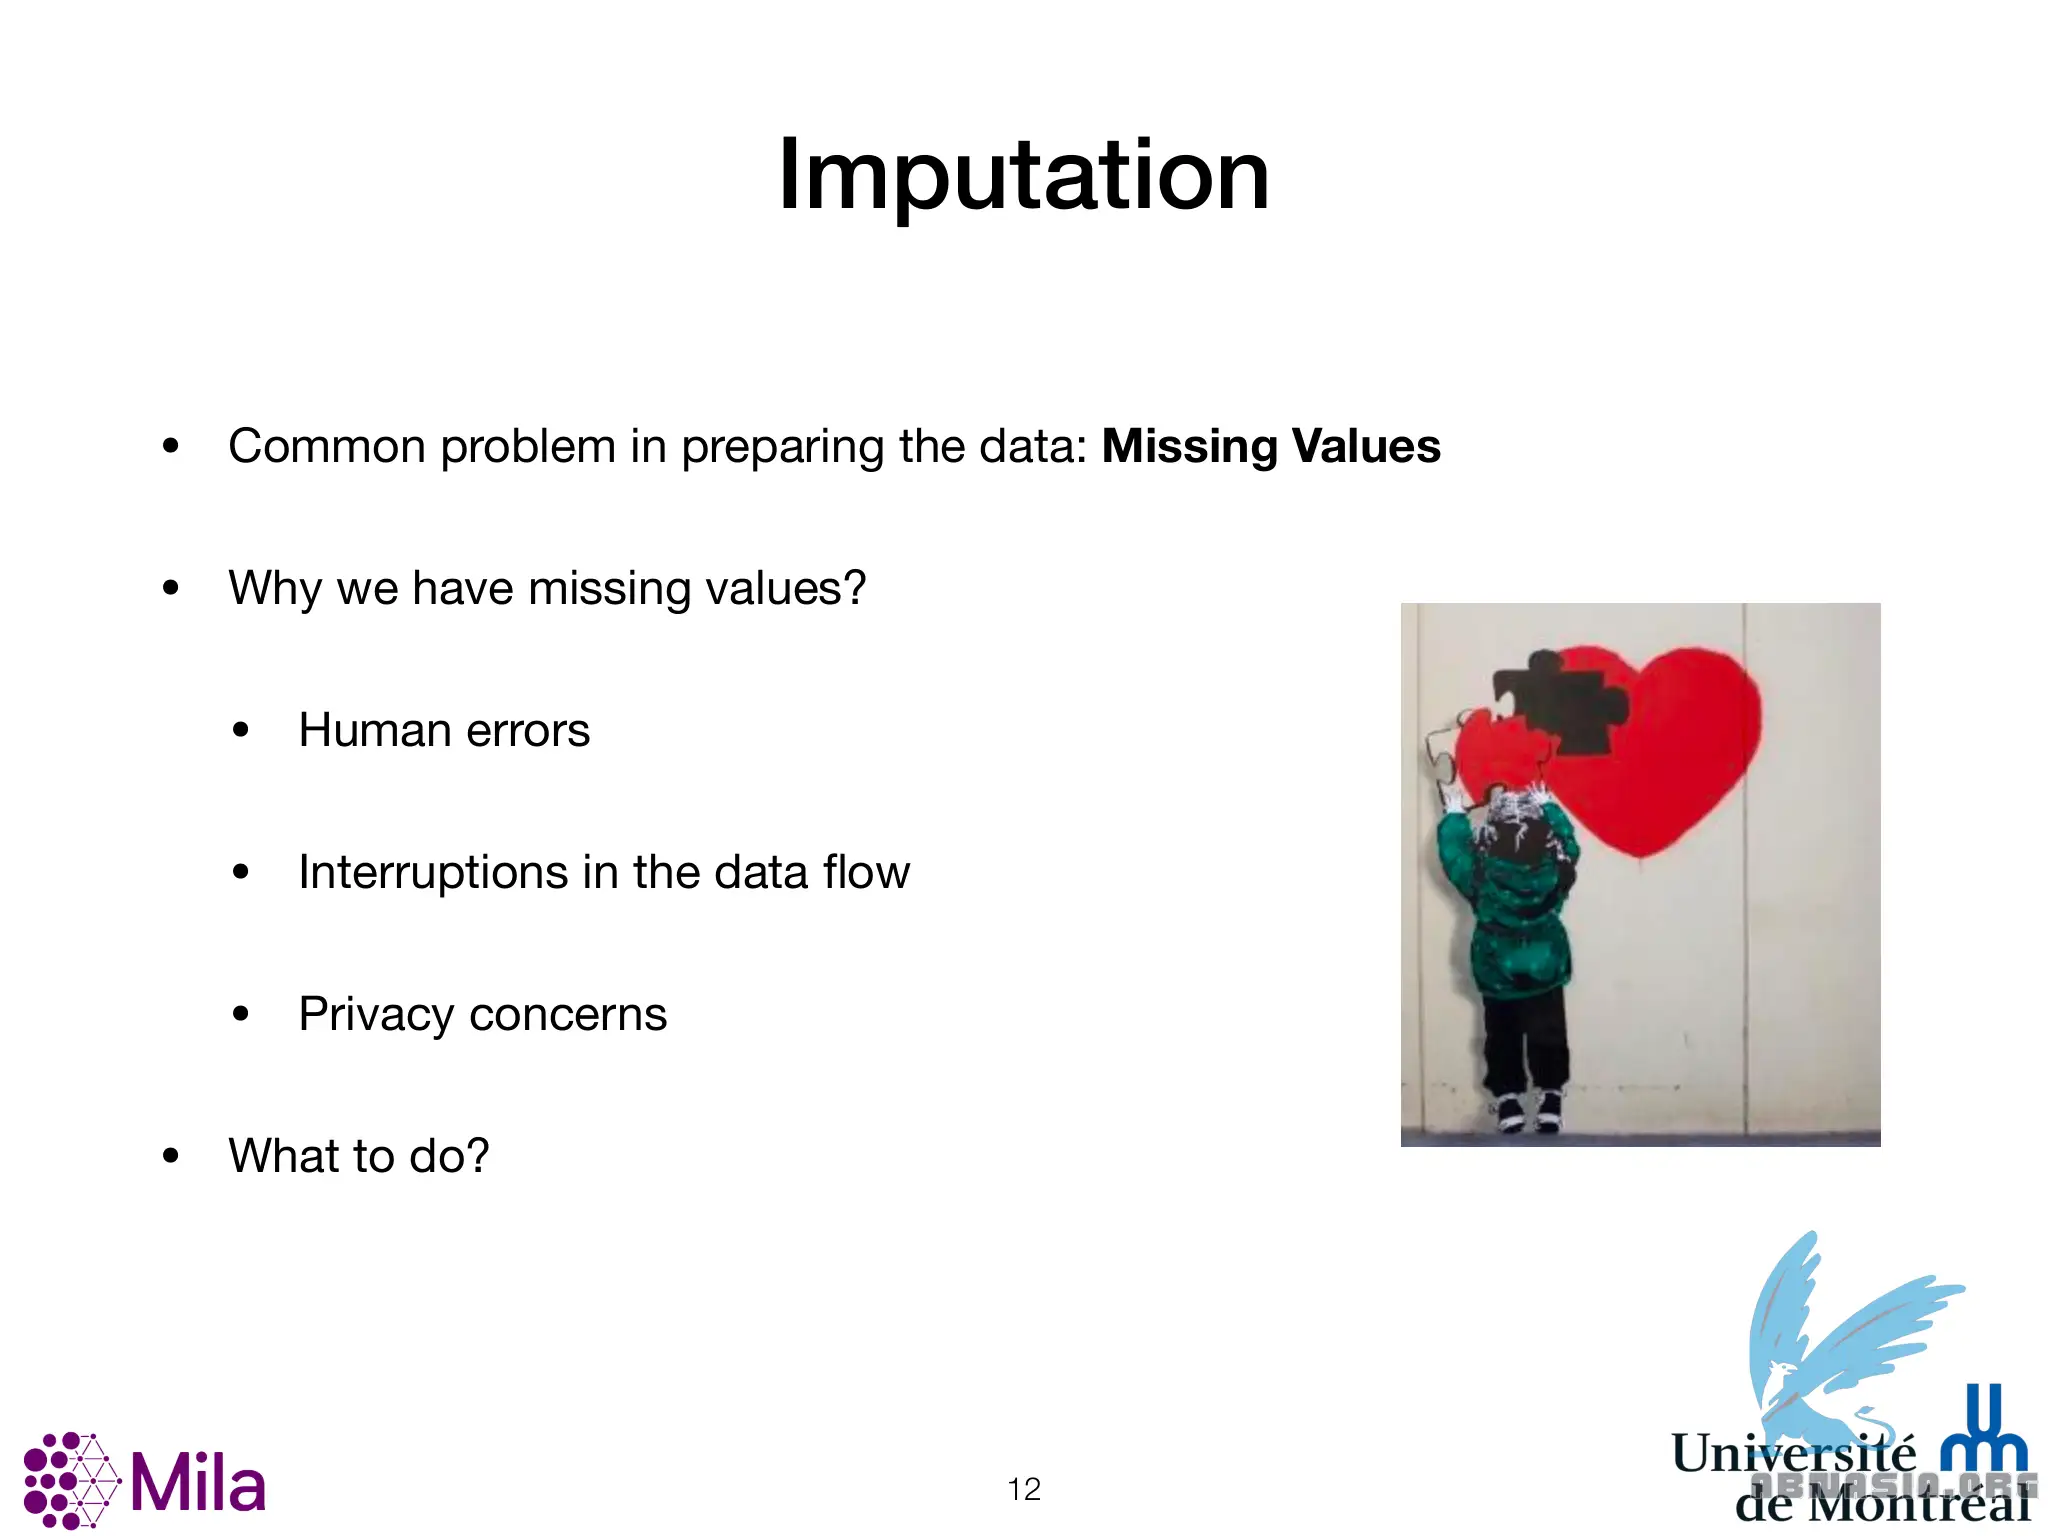 Imputation
• Common problem in preparing the data: Missing Values
• Why we have missing values?
• Human errors
• Interruptions in the data flow
• Privacy concerns
• What to do?
Mila
12
Université
de Montréal
ABNASIA.ORG